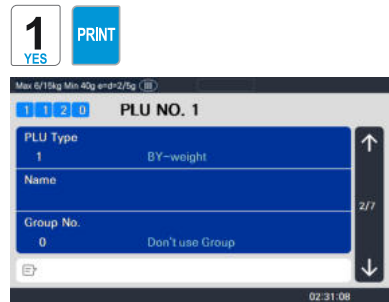 1
YES
PRINT
Max 6/15kg Min 40g e=d=2/5g (III)
1 1 2 0 PLU NO. 1
PLU Type
1 BY-weight
Name
2/7
Group No.
0 Don't use Group
02:31:08